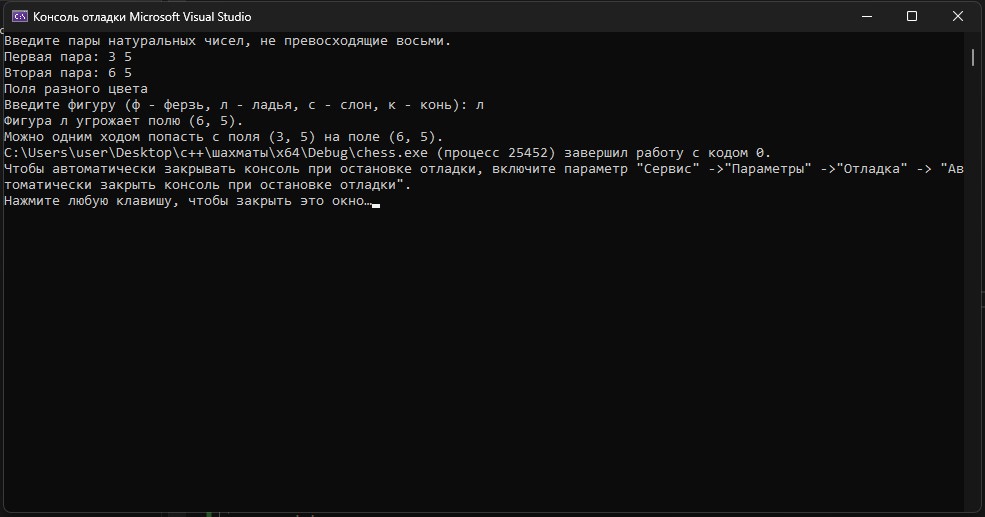 Консоль отладки Microsoft Visual Studio
Введите пары натуральных чисел, не превосходящие восьми.
Первая пара: 3 5
Вторая пара: 6 5
Поля разного цвета
Введите фигуру (ф - ферзь, л - ладья, с - слон, к - конь): л
Фигура л угрожает полю (6, 5).
Можно одним ходом попасть с поля (3, 5) на поле (6, 5).
C:\Users\user\Desktop\c++\шахматы\x64\Debug\chess.exe (процесс 25452) завершил работу с кодом 0.
Чтобы автоматически закрывать консоль при остановке отладки, включите параметр "Сервис" ->"Параметры" ->"Отладка" -> "Ав
томатически закрыть консоль при остановке отладки".
Нажмите любую клавишу, чтобы закрыть это окно…